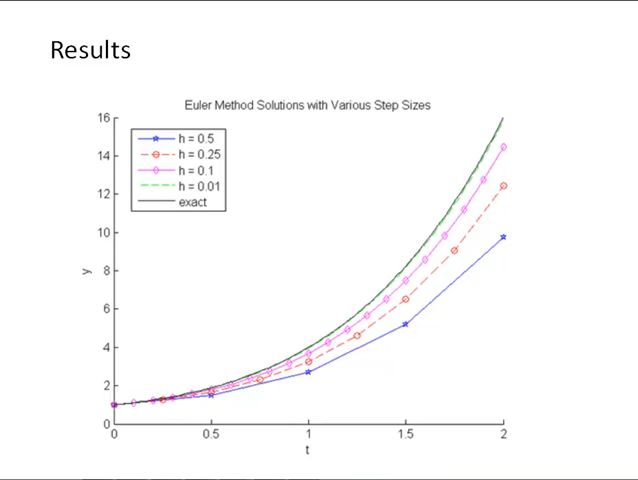 Results
Euler Method Solutions with Various Step Sizes
16
14
12
10
8
6
4
2
0
y
h = 0.5
h = 0.25
h = 0.1
h = 0.01
exact
0 0.5 1 1.5 2
t